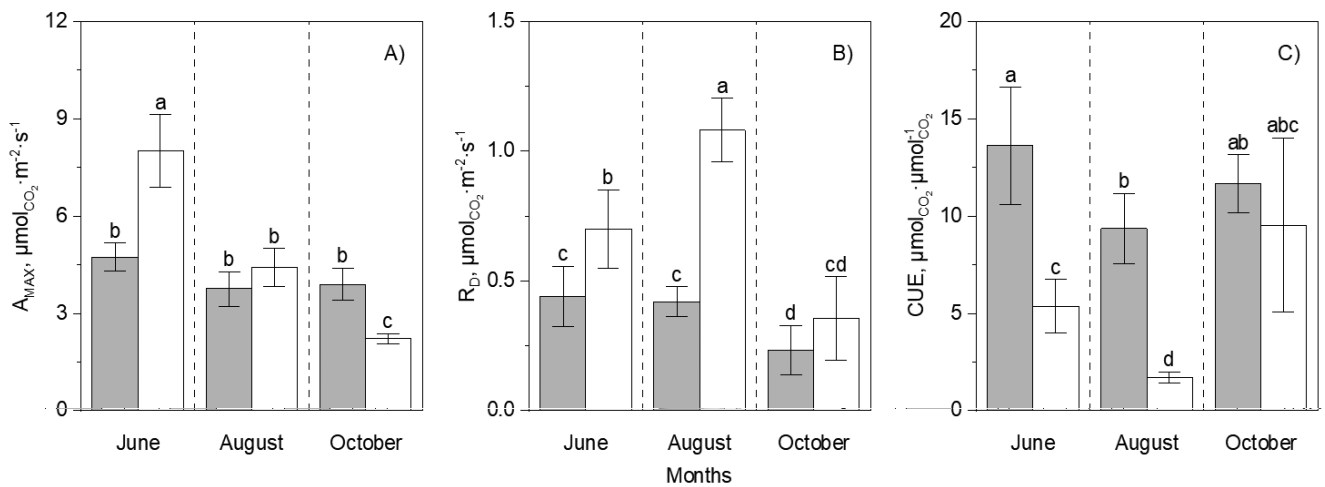 A)
A_MAX, µmol_CO₂·m⁻²·s⁻¹
12
9
6
3
0
b
a
b
b
b
c
June
August
October
B)
R_D, µmol_CO₂·m⁻²·s⁻¹
1.5
1.0
0.5
0.0
c
b
c
a
d
cd
June
August
October
Months
C)
CUE, µmol_CO₂·µmol⁻¹_CO₂
20
15
10
5
0
a
c
b
d
ab
abc
June
August
October